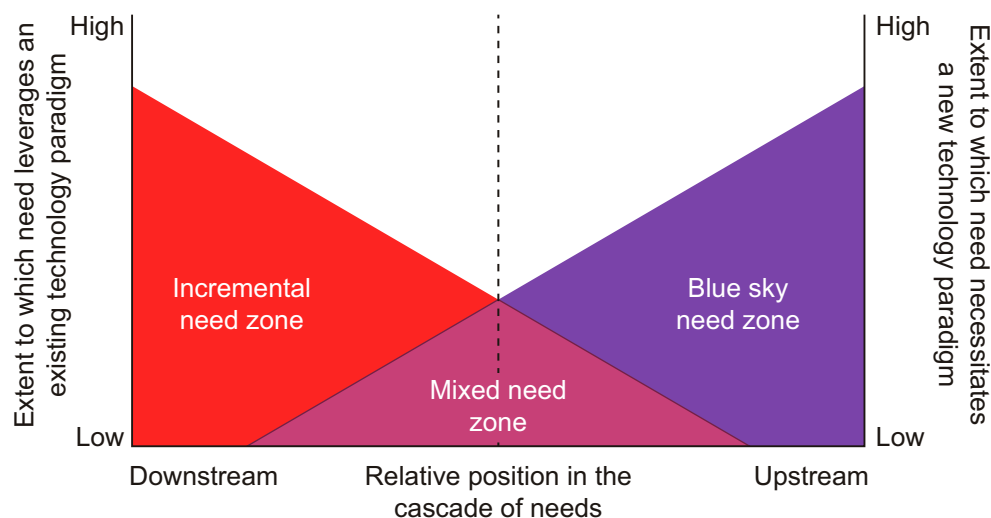 High
High
Extent to which need leverages an
existing technology paradigm
Extent to which need necessitates
a new technology paradigm
Incremental
need zone
Blue sky
need zone
Mixed need
zone
Low
Low
Downstream
Relative position in the
cascade of needs
Upstream